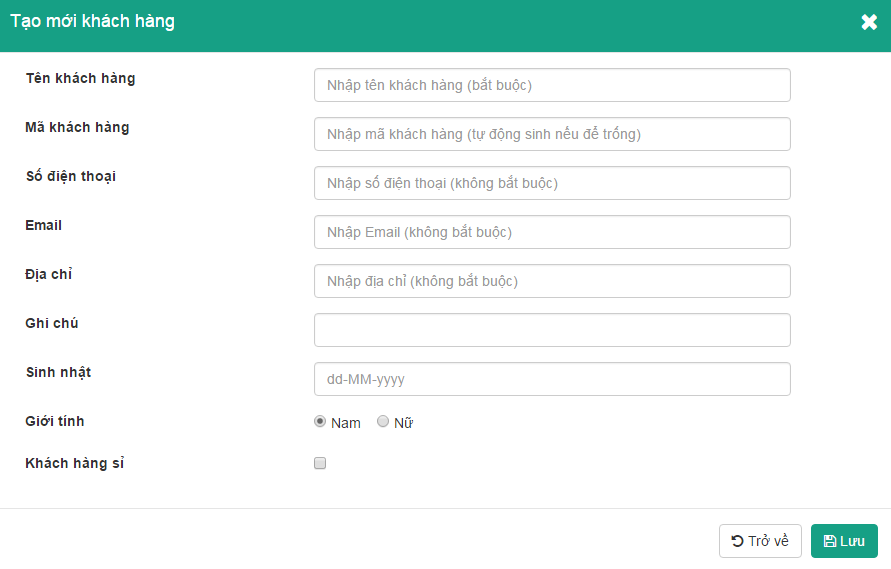 Tạo mới khách hàng
Tên khách hàng
Nhập tên khách hàng (bắt buộc)
Mã khách hàng
Nhập mã khách hàng (tự động sinh nếu để trống)
Số điện thoại
Nhập số điện thoại (không bắt buộc)
Email
Nhập Email (không bắt buộc)
Địa chỉ
Nhập địa chỉ (không bắt buộc)
Ghi chú
Sinh nhật
dd-MM-yyyy
Giới tính
Nam Nữ
Khách hàng sỉ
Trở về Lưu